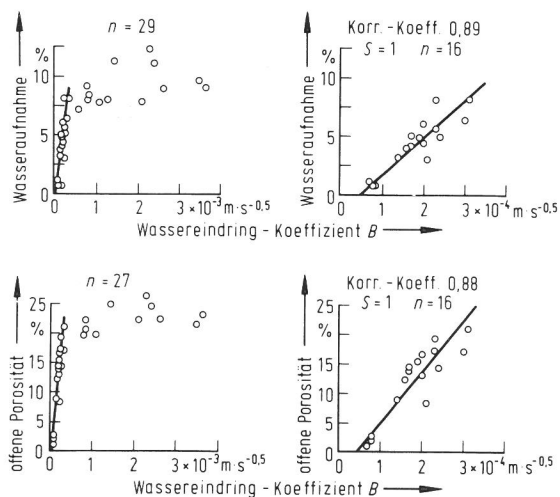 n = 29
%
10
5
0
Wasseraufnahme
0 1 2 3×10⁻³ m·s⁻⁰,⁵
Wassereindring-Koeffizient B
Korr.-Koeff. 0,89
S = 1 n = 16
%
10
5
0
Wasseraufnahme
0 1 2 3×10⁻⁴ m·s⁻⁰,⁵
n = 27
25
%
15
10
5
0
offene Porosität
0 1 2 3×10⁻³ m·s⁻⁰,⁵
Wassereindring-Koeffizient B
Korr.-Koeff. 0,88
S = 1 n = 16
25
%
15
10
5
0
offene Porosität
0 1 2 3×10⁻⁴ m·s⁻⁰,⁵